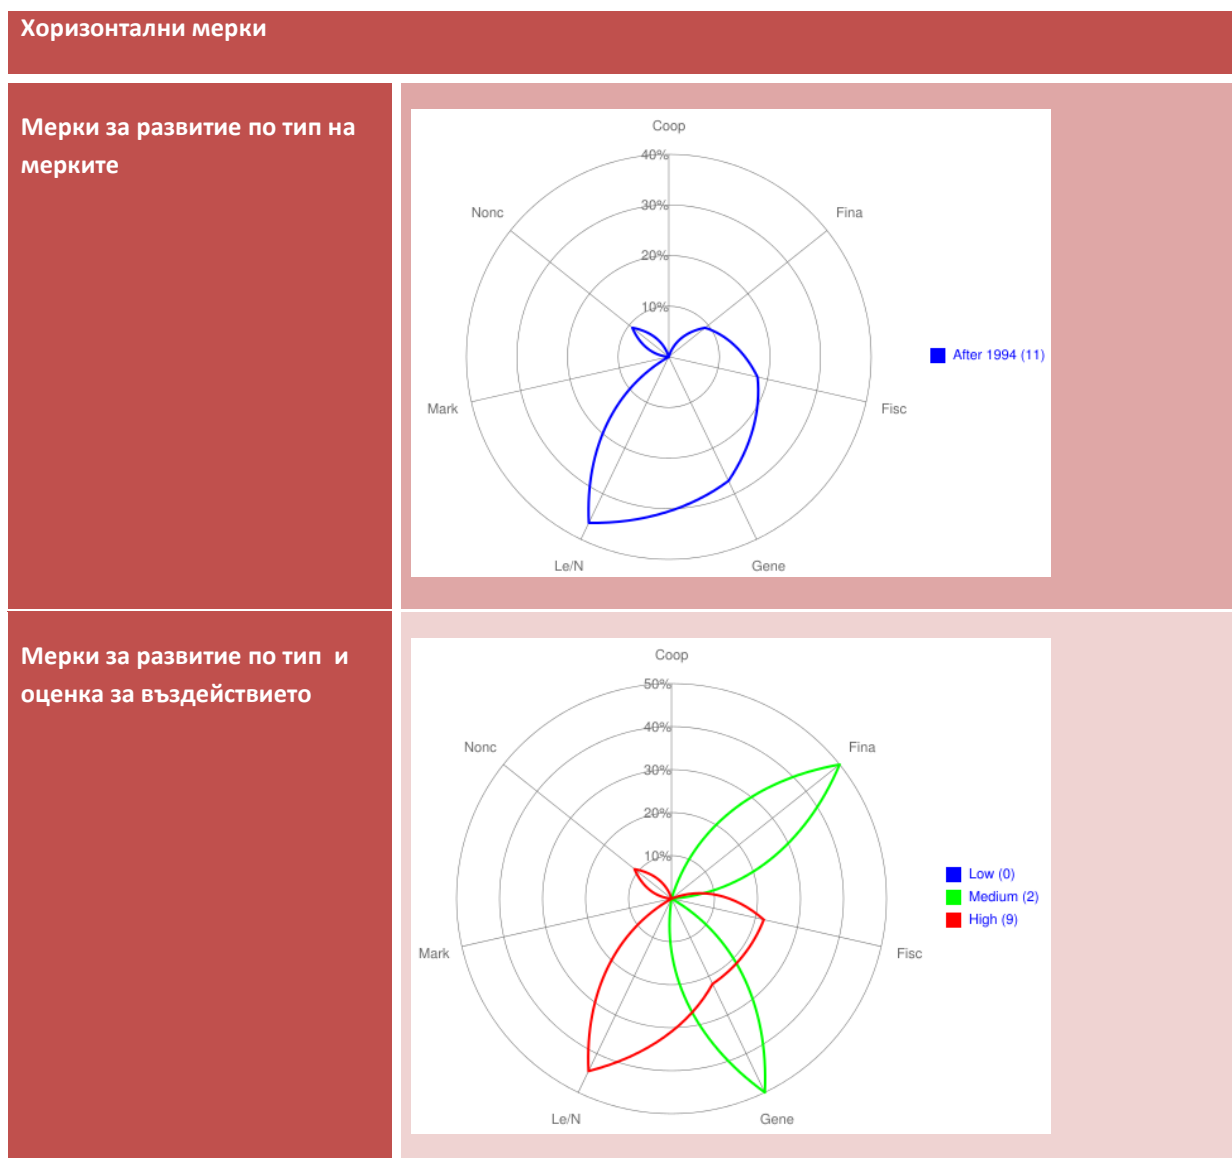 Хоризонтални мерки
Мерки за развитие по тип на
мерките
Coop
40%
30%
20%
10%
Nonc
Fina
Mark
Fisc
Le/N
Gene
After 1994 (11)
Мерки за развитие по тип и
оценка за въздействието
Coop
50%
40%
30%
20%
10%
Nonc
Fina
Mark
Fisc
Le/N
Gene
Low (0)
Medium (2)
High (9)